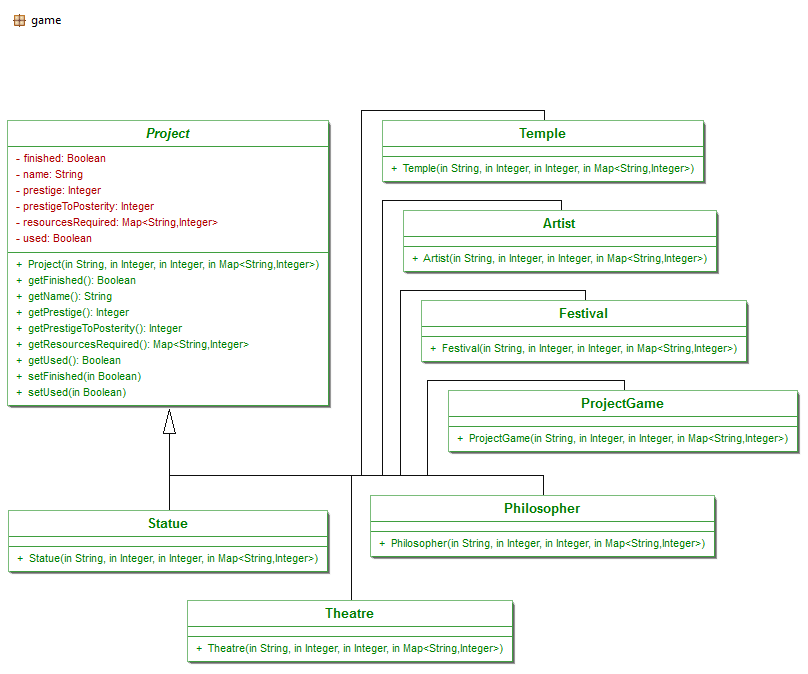 game
Project
- finished: Boolean
- name: String
- prestige: Integer
- prestigeToPosterity: Integer
- resourcesRequired: Map<String,Integer>
- used: Boolean
+ Project(in String, in Integer, in Integer, in Map<String,Integer>)
+ getFinished(): Boolean
+ getName(): String
+ getPrestige(): Integer
+ getPrestigeToPosterity(): Integer
+ getResourcesRequired(): Map<String,Integer>
+ getUsed(): Boolean
+ setFinished(in Boolean)
+ setUsed(in Boolean)
Temple
+ Temple(in String, in Integer, in Integer, in Map<String,Integer>)
Artist
+ Artist(in String, in Integer, in Integer, in Map<String,Integer>)
Festival
+ Festival(in String, in Integer, in Integer, in Map<String,Integer>)
ProjectGame
+ ProjectGame(in String, in Integer, in Integer, in Map<String,Integer>)
Philosopher
+ Philosopher(in String, in Integer, in Integer, in Map<String,Integer>)
Statue
+ Statue(in String, in Integer, in Integer, in Map<String,Integer>)
Theatre
+ Theatre(in String, in Integer, in Integer, in Map<String,Integer>)